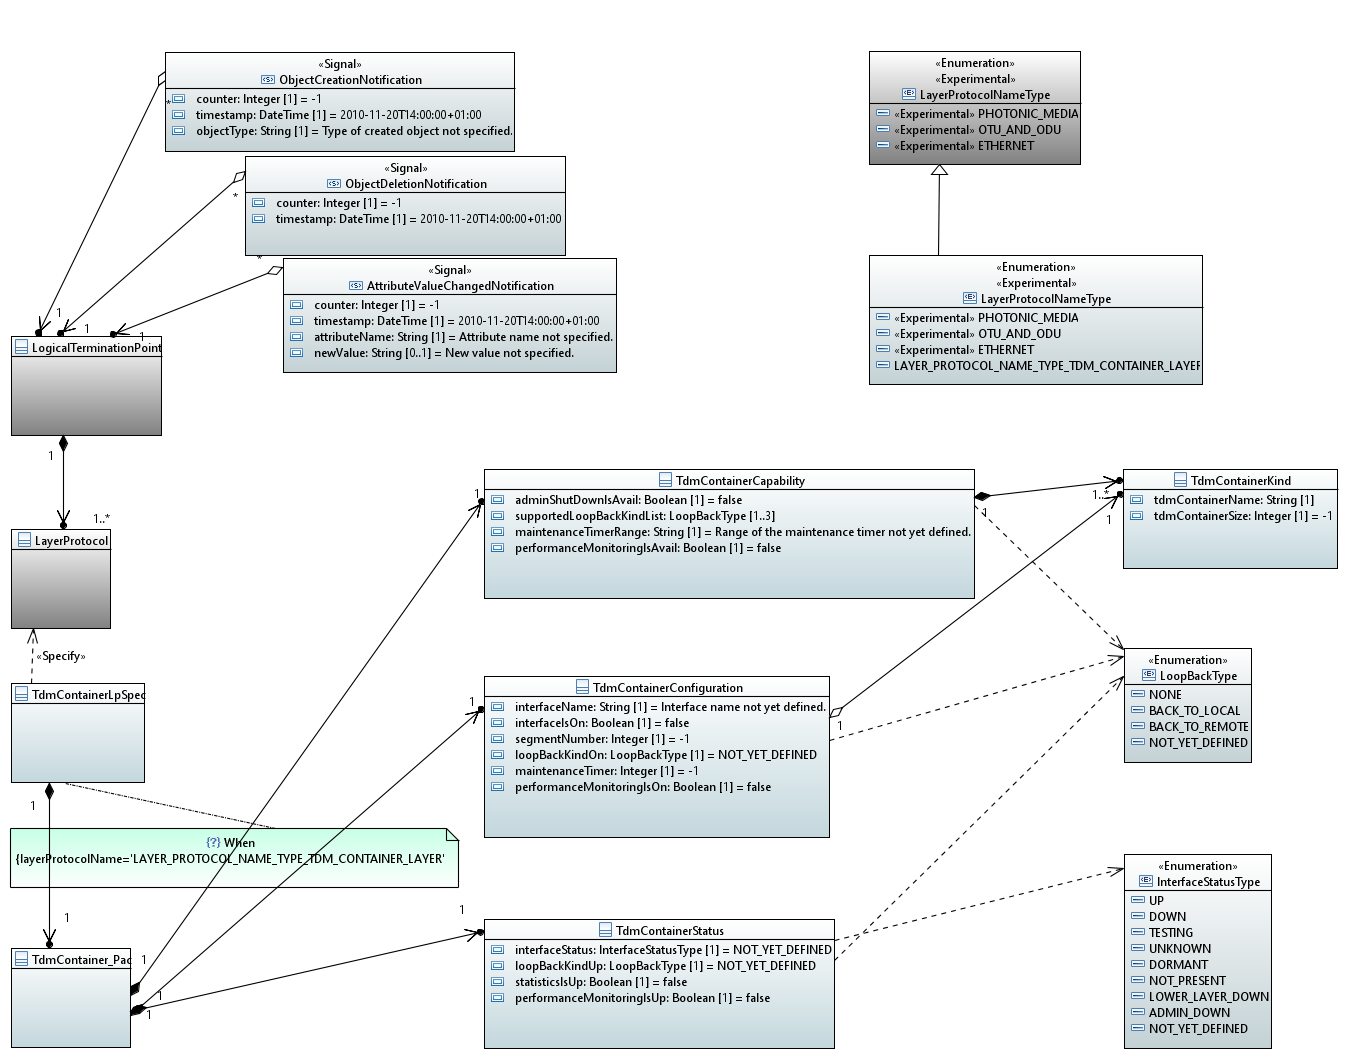 «Signal»
ObjectCreationNotification
counter: Integer [1] = -1
timestamp: DateTime [1] = 2010-11-20T14:00:00+01:00
objectType: String [1] = Type of created object not specified.
*
«Signal»
ObjectDeletionNotification
counter: Integer [1] = -1
timestamp: DateTime [1] = 2010-11-20T14:00:00+01:00
*
«Signal»
AttributeValueChangedNotification
counter: Integer [1] = -1
timestamp: DateTime [1] = 2010-11-20T14:00:00+01:00
attributeName: String [1] = Attribute name not specified.
newValue: String [0..1] = New value not specified.
*
1
1
1
«Enumeration»
«Experimental»
LayerProtocolNameType
«Experimental» PHOTONIC_MEDIA
«Experimental» OTU_AND_ODU
«Experimental» ETHERNET
«Enumeration»
«Experimental»
LayerProtocolNameType
«Experimental» PHOTONIC_MEDIA
«Experimental» OTU_AND_ODU
«Experimental» ETHERNET
LAYER_PROTOCOL_NAME_TYPE_TDM_CONTAINER_LAYER
LogicalTerminationPoint
1
1..*
LayerProtocol
«Specify»
TdmContainerLpSpec
1
{?} When
{layerProtocolName='LAYER_PROTOCOL_NAME_TYPE_TDM_CONTAINER_LAYER'
1
TdmContainer_Pac
1
1
1
1
TdmContainerCapability
adminShutDownIsAvail: Boolean [1] = false
supportedLoopBackKindList: LoopBackType [1..3]
maintenanceTimerRange: String [1] = Range of the maintenance timer not yet defined.
performanceMonitoringIsAvail: Boolean [1] = false
1
1..*
1
TdmContainerKind
tdmContainerName: String [1]
tdmContainerSize: Integer [1] = -1
1
TdmContainerConfiguration
interfaceName: String [1] = Interface name not yet defined.
interfaceIsOn: Boolean [1] = false
segmentNumber: Integer [1] = -1
loopBackKindOn: LoopBackType [1] = NOT_YET_DEFINED
maintenanceTimer: Integer [1] = -1
performanceMonitoringIsOn: Boolean [1] = false
1
«Enumeration»
LoopBackType
NONE
BACK_TO_LOCAL
BACK_TO_REMOTE
NOT_YET_DEFINED
1
TdmContainerStatus
interfaceStatus: InterfaceStatusType [1] = NOT_YET_DEFINED
loopBackKindUp: LoopBackType [1] = NOT_YET_DEFINED
statisticsIsUp: Boolean [1] = false
performanceMonitoringIsUp: Boolean [1] = false
«Enumeration»
InterfaceStatusType
UP
DOWN
TESTING
UNKNOWN
DORMANT
NOT_PRESENT
LOWER_LAYER_DOWN
ADMIN_DOWN
NOT_YET_DEFINED